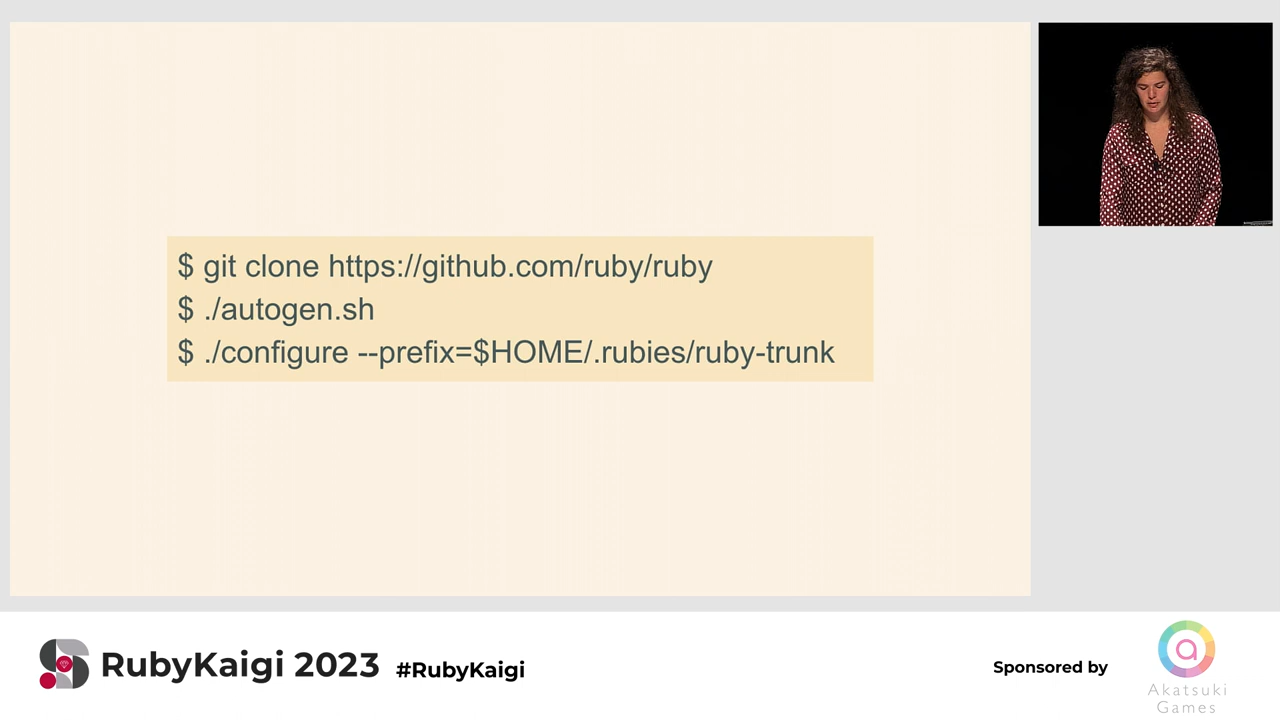 $ git clone https://github.com/ruby/ruby
$ ./autogen.sh
$ ./configure --prefix=$HOME/.rubies/ruby-trunk
RubyKaigi 2023 #RubyKaigi
Sponsored by
Akatsuki
Games